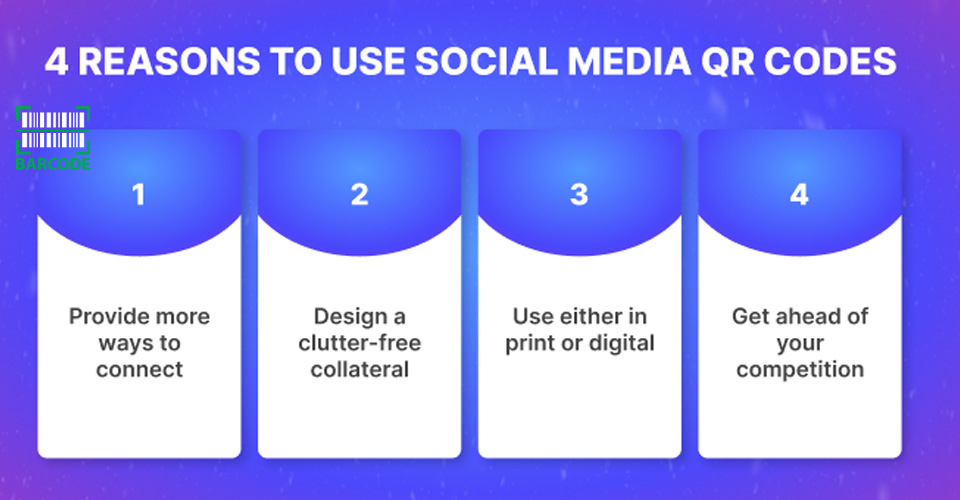 4 REASONS TO USE SOCIAL MEDIA QR CODES
BARCODE
1
Provide more
ways to
connect
2
Design a
clutter-free
collateral
3
Use either in
print or digital
4
Get ahead of
your
competition